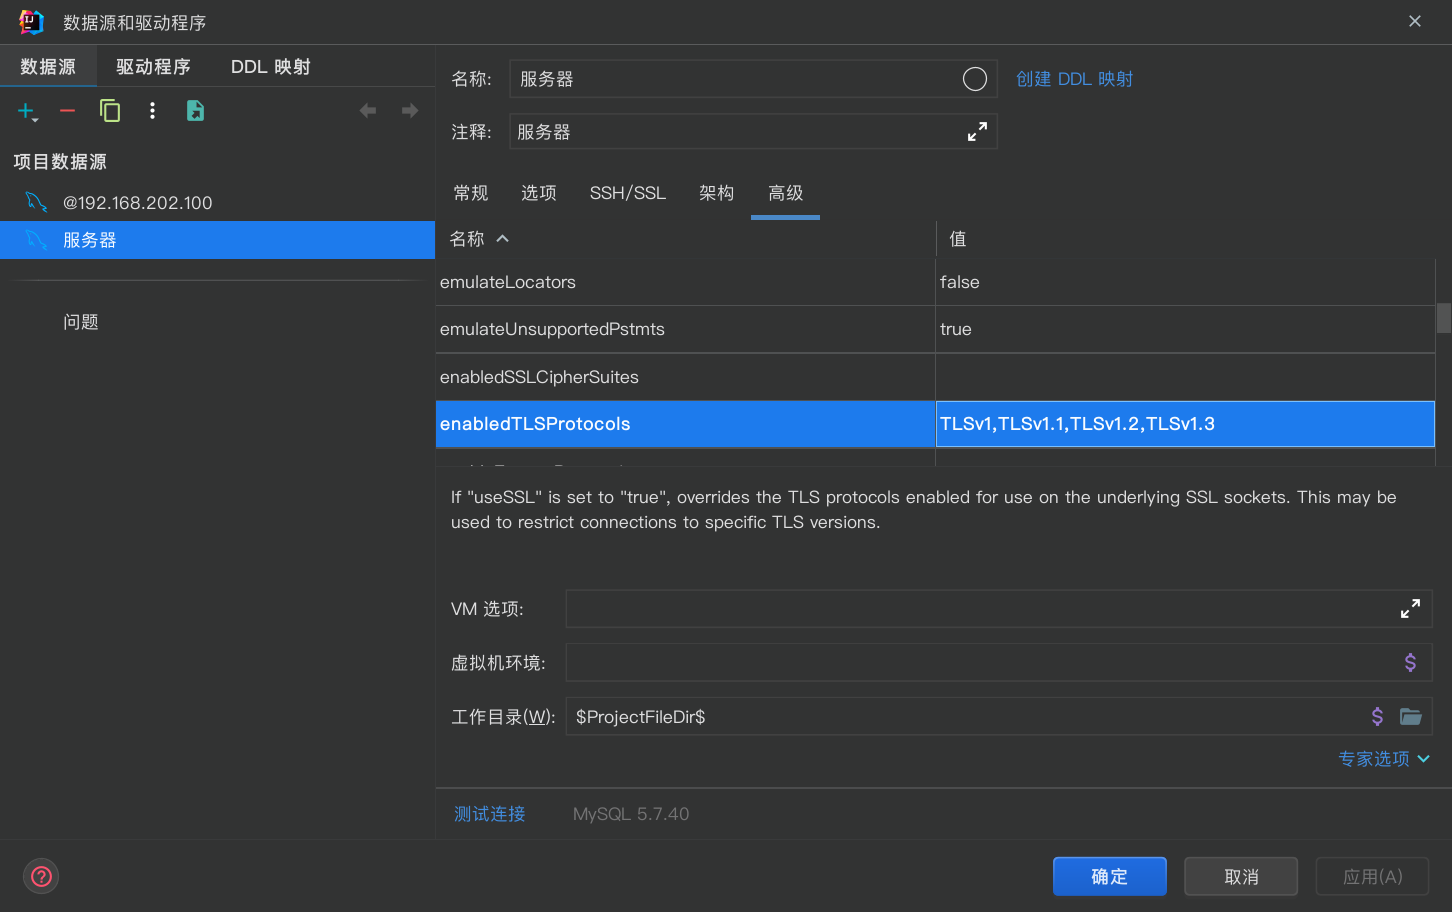 数据源和驱动程序
数据源 驱动程序 DDL 映射
项目数据源
@192.168.202.100
服务器
问题
名称: 服务器 创建 DDL 映射
注释: 服务器
常规 选项 SSH/SSL 架构 高级
名称 值
emulateLocators false
emulateUnsupportedPstmts true
enabledSSLCipherSuites
enabledTLSProtocols TLSv1,TLSv1.1,TLSv1.2,TLSv1.3
If "useSSL" is set to "true", overrides the TLS protocols enabled for use on the underlying SSL sockets. This may be
used to restrict connections to specific TLS versions.
VM 选项:
虚拟机环境:
工作目录(W): $ProjectFileDir$
专家选项
测试连接 MySQL 5.7.40
确定 取消 应用(A)